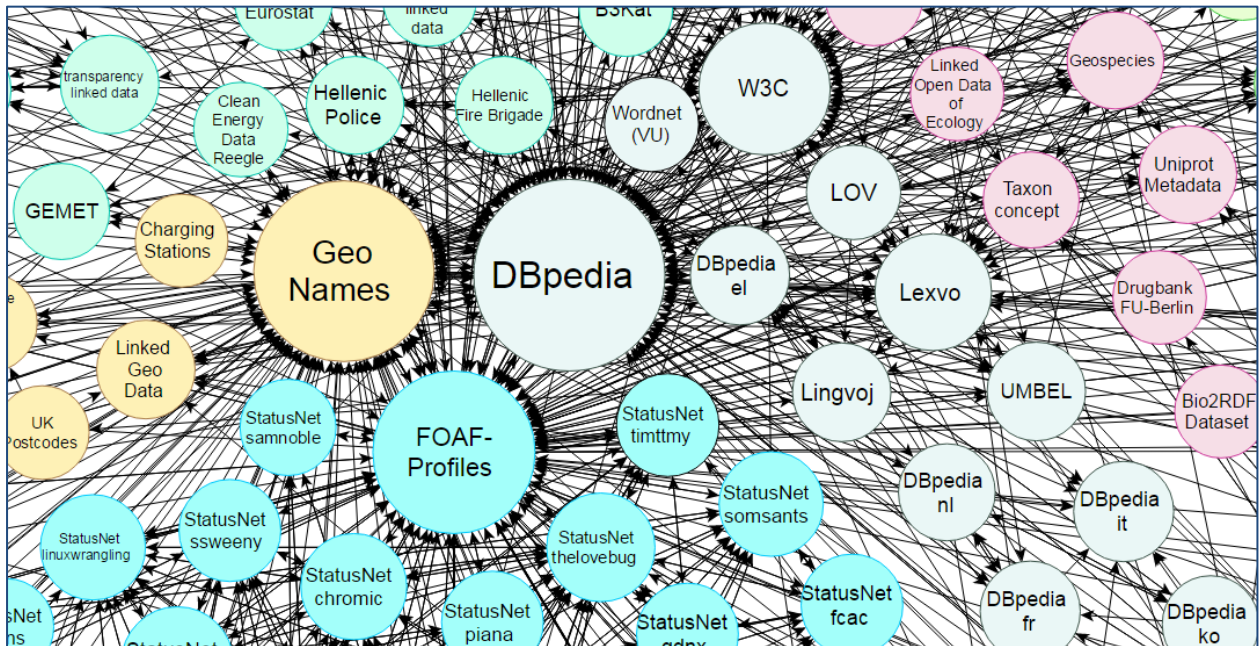 Eurostat
linked
data
B3Kat
transparency
linked data
Clean
Energy
Data
Reegle
Hellenic
Police
Hellenic
Fire Brigade
Wordnet
(VU)
W3C
Linked
Open Data
of
Ecology
Geospecies
Uniprot
Metadata
GEMET
Charging
Stations
Geo
Names
DBpedia
DBpedia
el
LOV
Taxon
concept
Lexvo
Drugbank
FU-Berlin
Linked
Geo
Data
UK
Postcodes
StatusNet
samnoble
FOAF-
Profiles
StatusNet
timttmy
Lingvoj
UMBEL
Bio2RDF
Dataset
StatusNet
linuxwrangling
StatusNet
ssweeny
StatusNet
chromic
StatusNet
piana
StatusNet
thelovebug
StatusNet
somsants
StatusNet
fcac
StatusNet
qdnx
DBpedia
nl
DBpedia
it
DBpedia
fr
DBpedia
ko